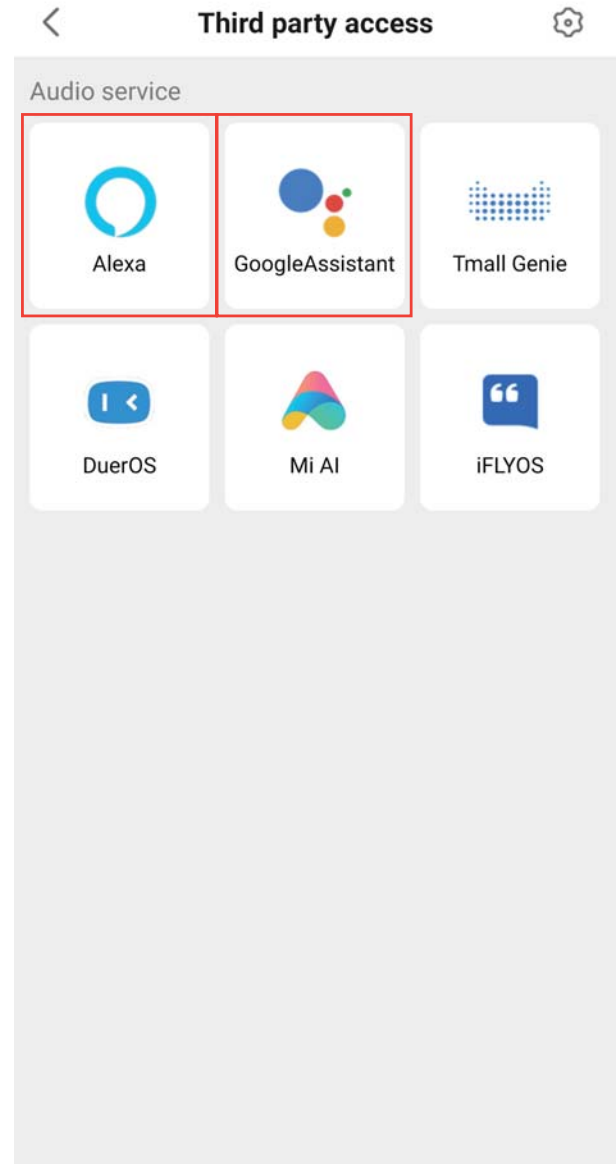 Third party access
Audio service
Alexa
GoogleAssistant
Tmall Genie
DuerOS
Mi AI
iFLYOS